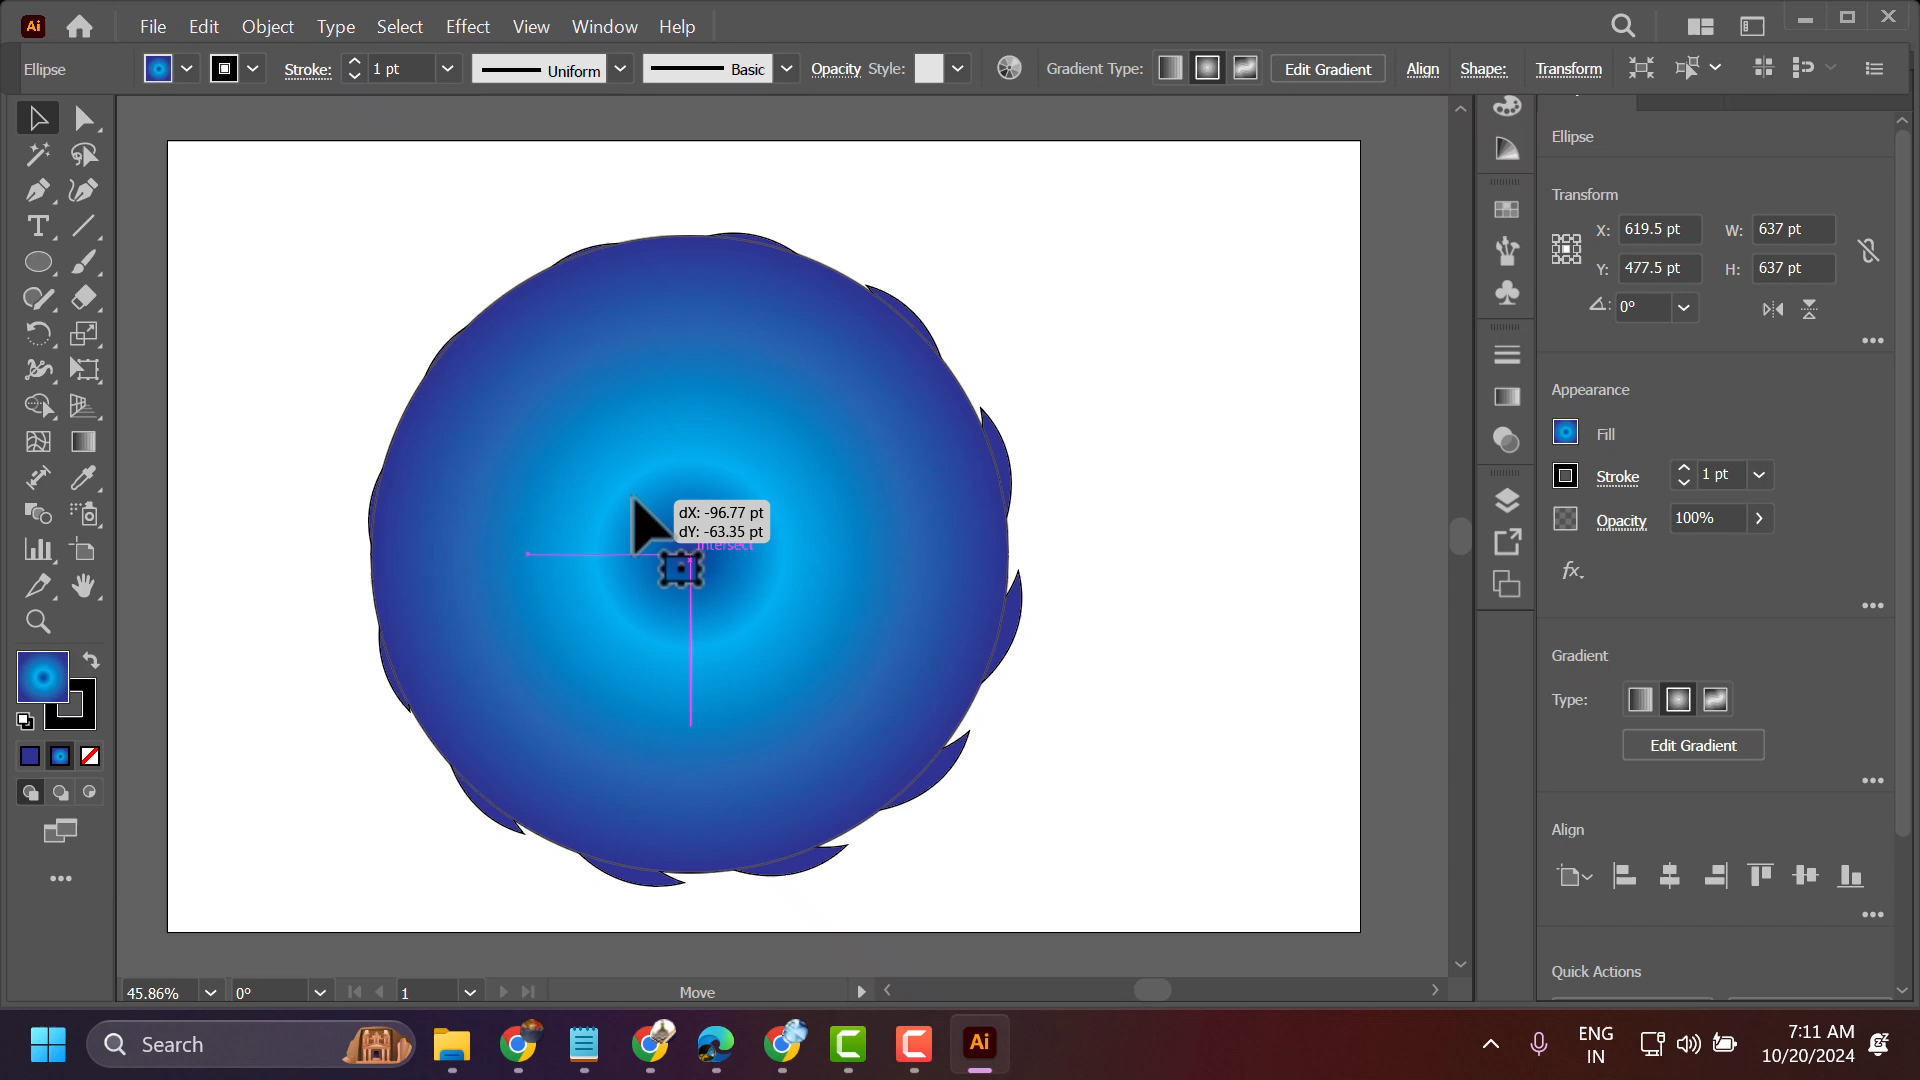 Ai File Edit Object Type Select Effect View Window Help
Ellipse Stroke: 1 pt Uniform Basic Opacity Style: Gradient Type: Edit Gradient Align Shape: Transform
Ellipse
Transform
X: 619.5 pt W: 637 pt
Y: 477.5 pt H: 637 pt
0°
Appearance
Fill
Stroke 1 pt
Opacity 100%
fx
Gradient
Type:
Edit Gradient
Align
Quick Actions
dX: -96.77 pt
dY: -63.35 pt
intersect
45.86% 0° 1 Move
Search
Ai
ENG
IN
7:11 AM
10/20/2024